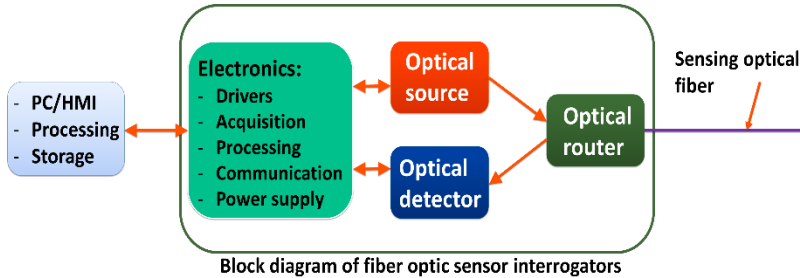 - PC/HMI
- Processing
- Storage
Electronics:
- Drivers
- Acquisition
- Processing
- Communication
- Power supply
Optical
source
Optical
detector
Optical
router
Sensing optical
fiber
Block diagram of fiber optic sensor interrogators